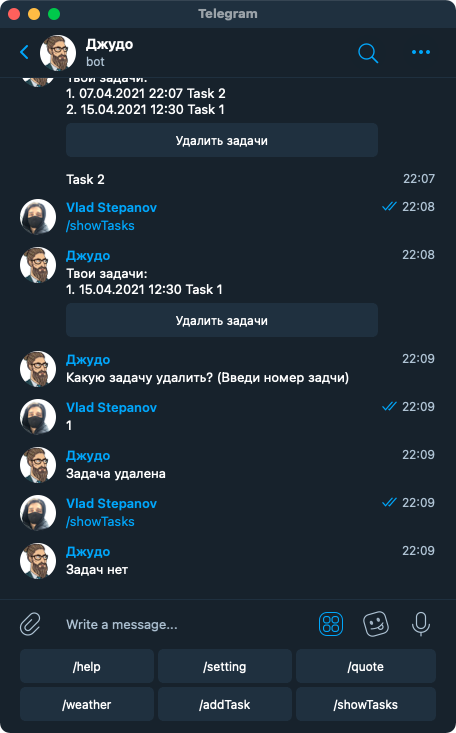 Telegram
Джудо
bot
Твои задачи:
1. 07.04.2021 22:07 Task 2
2. 15.04.2021 12:30 Task 1
Удалить задачи
Task 2 22:07
Vlad Stepanov 22:08
/showTasks
Джудо 22:08
Твои задачи:
1. 15.04.2021 12:30 Task 1
Удалить задачи
Джудо 22:09
Какую задачу удалить? (Введи номер задчи)
Vlad Stepanov 22:09
1
Джудо 22:09
Задача удалена
Vlad Stepanov 22:09
/showTasks
Джудо 22:09
Задач нет
Write a message...
/help /setting /quote
/weather /addTask /showTasks